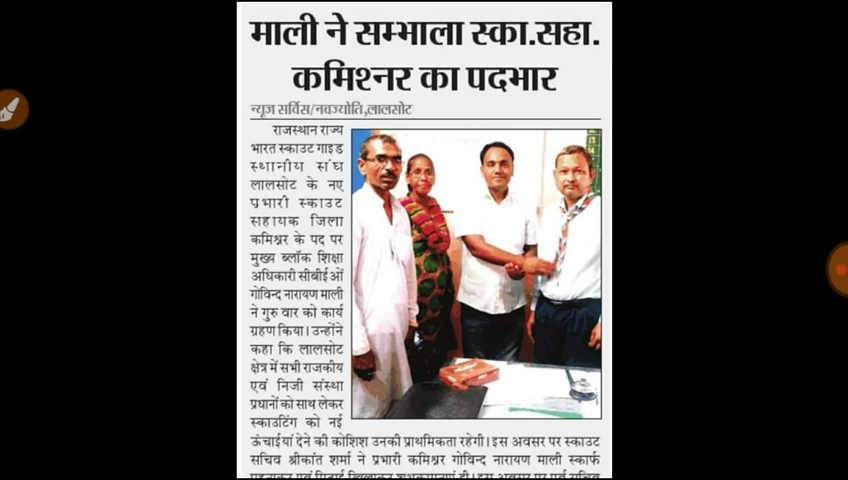 माली ने सम्भाला स्का.सहा.
कमिश्नर का पदभार
न्यूज सर्विस/नवज्योति,लालसोट
राजस्थान राज्य
भारत स्काउट गाइड
स्थानीय संघ
लालसोट के नए
प्रभारी स्काउट
सहायक जिला
कमिश्नर के पद पर
मुख्य ब्लॉक शिक्षा
अधिकारी सीबीईओं
गोविन्द नारायण माली
ने गुरु वार को कार्य
ग्रहण किया। उन्होंने
कहा कि लालसोट
क्षेत्र में सभी राजकीय
एवं निजी संस्था
प्रधानों को साथ लेकर
स्काउटिंग को नई
ऊंचाईयां देने की कोशिश उनकी प्राथमिकता रहेगी। इस अवसर पर स्काउट
सचिव श्रीकांत शर्मा ने प्रभारी कमिश्नर गोविन्द नारायण माली स्कार्फ